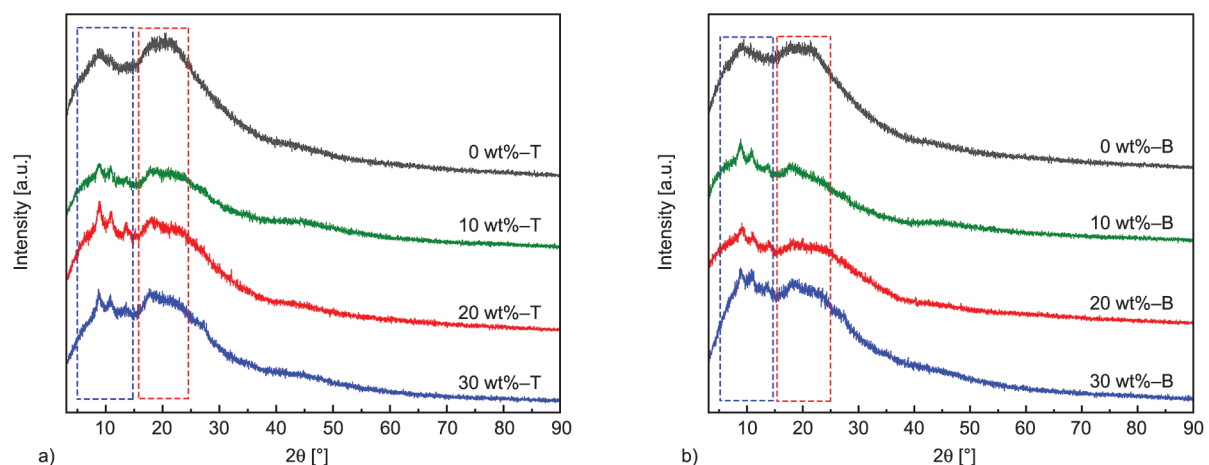 Intensity [a.u.]
0 wt%–T
10 wt%–T
20 wt%–T
30 wt%–T
10 20 30 40 50 60 70 80 90
2θ [°]
a)
Intensity [a.u.]
0 wt%–B
10 wt%–B
20 wt%–B
30 wt%–B
10 20 30 40 50 60 70 80 90
2θ [°]
b)